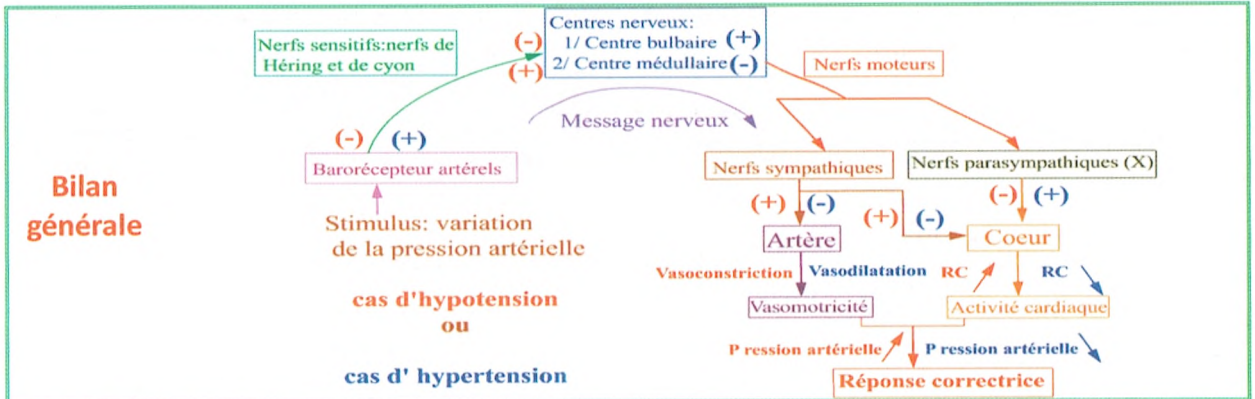 Bilan
générale
Nerfs sensitifs:nerfs de
Héring et de cyon
(-)
(+)
Centres nerveux:
1/ Centre bulbaire (+)
2/ Centre médullaire (-)
Nerfs moteurs
Message nerveux
(-) (+)
Barorécepteur artérels
Stimulus: variation
de la pression artérielle
cas d'hypotension
ou
cas d' hypertension
Nerfs sympathiques
Nerfs parasympathiques (X)
(+) (-)
(+) (-)
(-) (+)
Artère
Coeur
Vasoconstriction
Vasodilatation
RC
RC
Vasomotricité
Activité cardiaque
P ression artérielle
P ression artérielle
Réponse correctrice